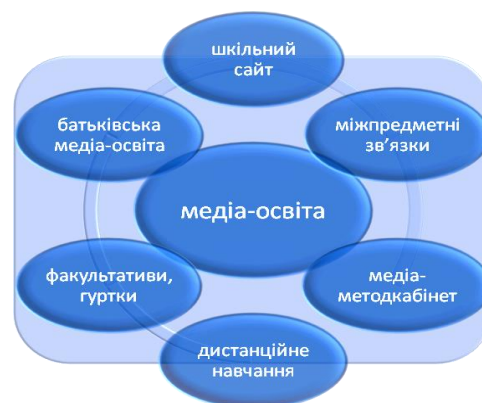 шкільний
сайт
батьківська
медіа-освіта
міжпредметні
зв'язки
медіа-освіта
факультативи,
гуртки
медіа-
методкабінет
дистанційне
навчання